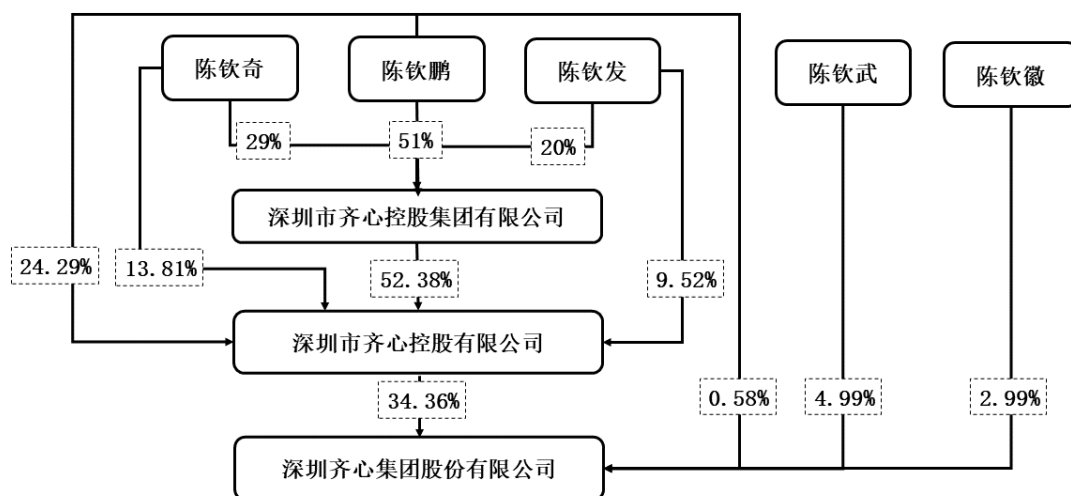 陈钦奇
陈钦鹏
陈钦发
陈钦武
陈钦徽
29%
51%
20%
深圳市齐心控股集团有限公司
24.29%
13.81%
52.38%
9.52%
深圳市齐心控股有限公司
34.36%
0.58%
4.99%
2.99%
深圳齐心集团股份有限公司